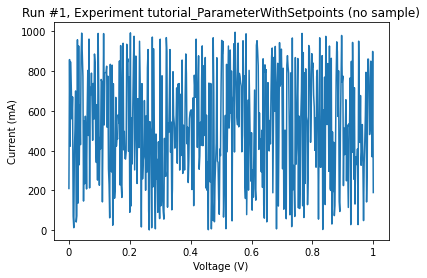 Run #1, Experiment tutorial_ParameterWithSetpoints (no sample)
1000
800
600
400
200
0
Current (mA)
0 0.2 0.4 0.6 0.8 1
Voltage (V)